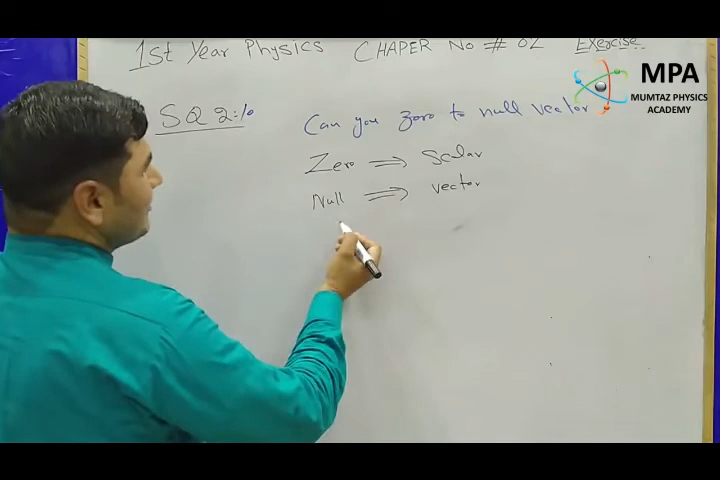 1st Year Physics CHAPER No # 02 Exercise
MPA
MUMTAZ PHYSICS
ACADEMY
SQ 2:
Can you zero to null vector
Zero ⇒ Scalar
Null ⇒ vector